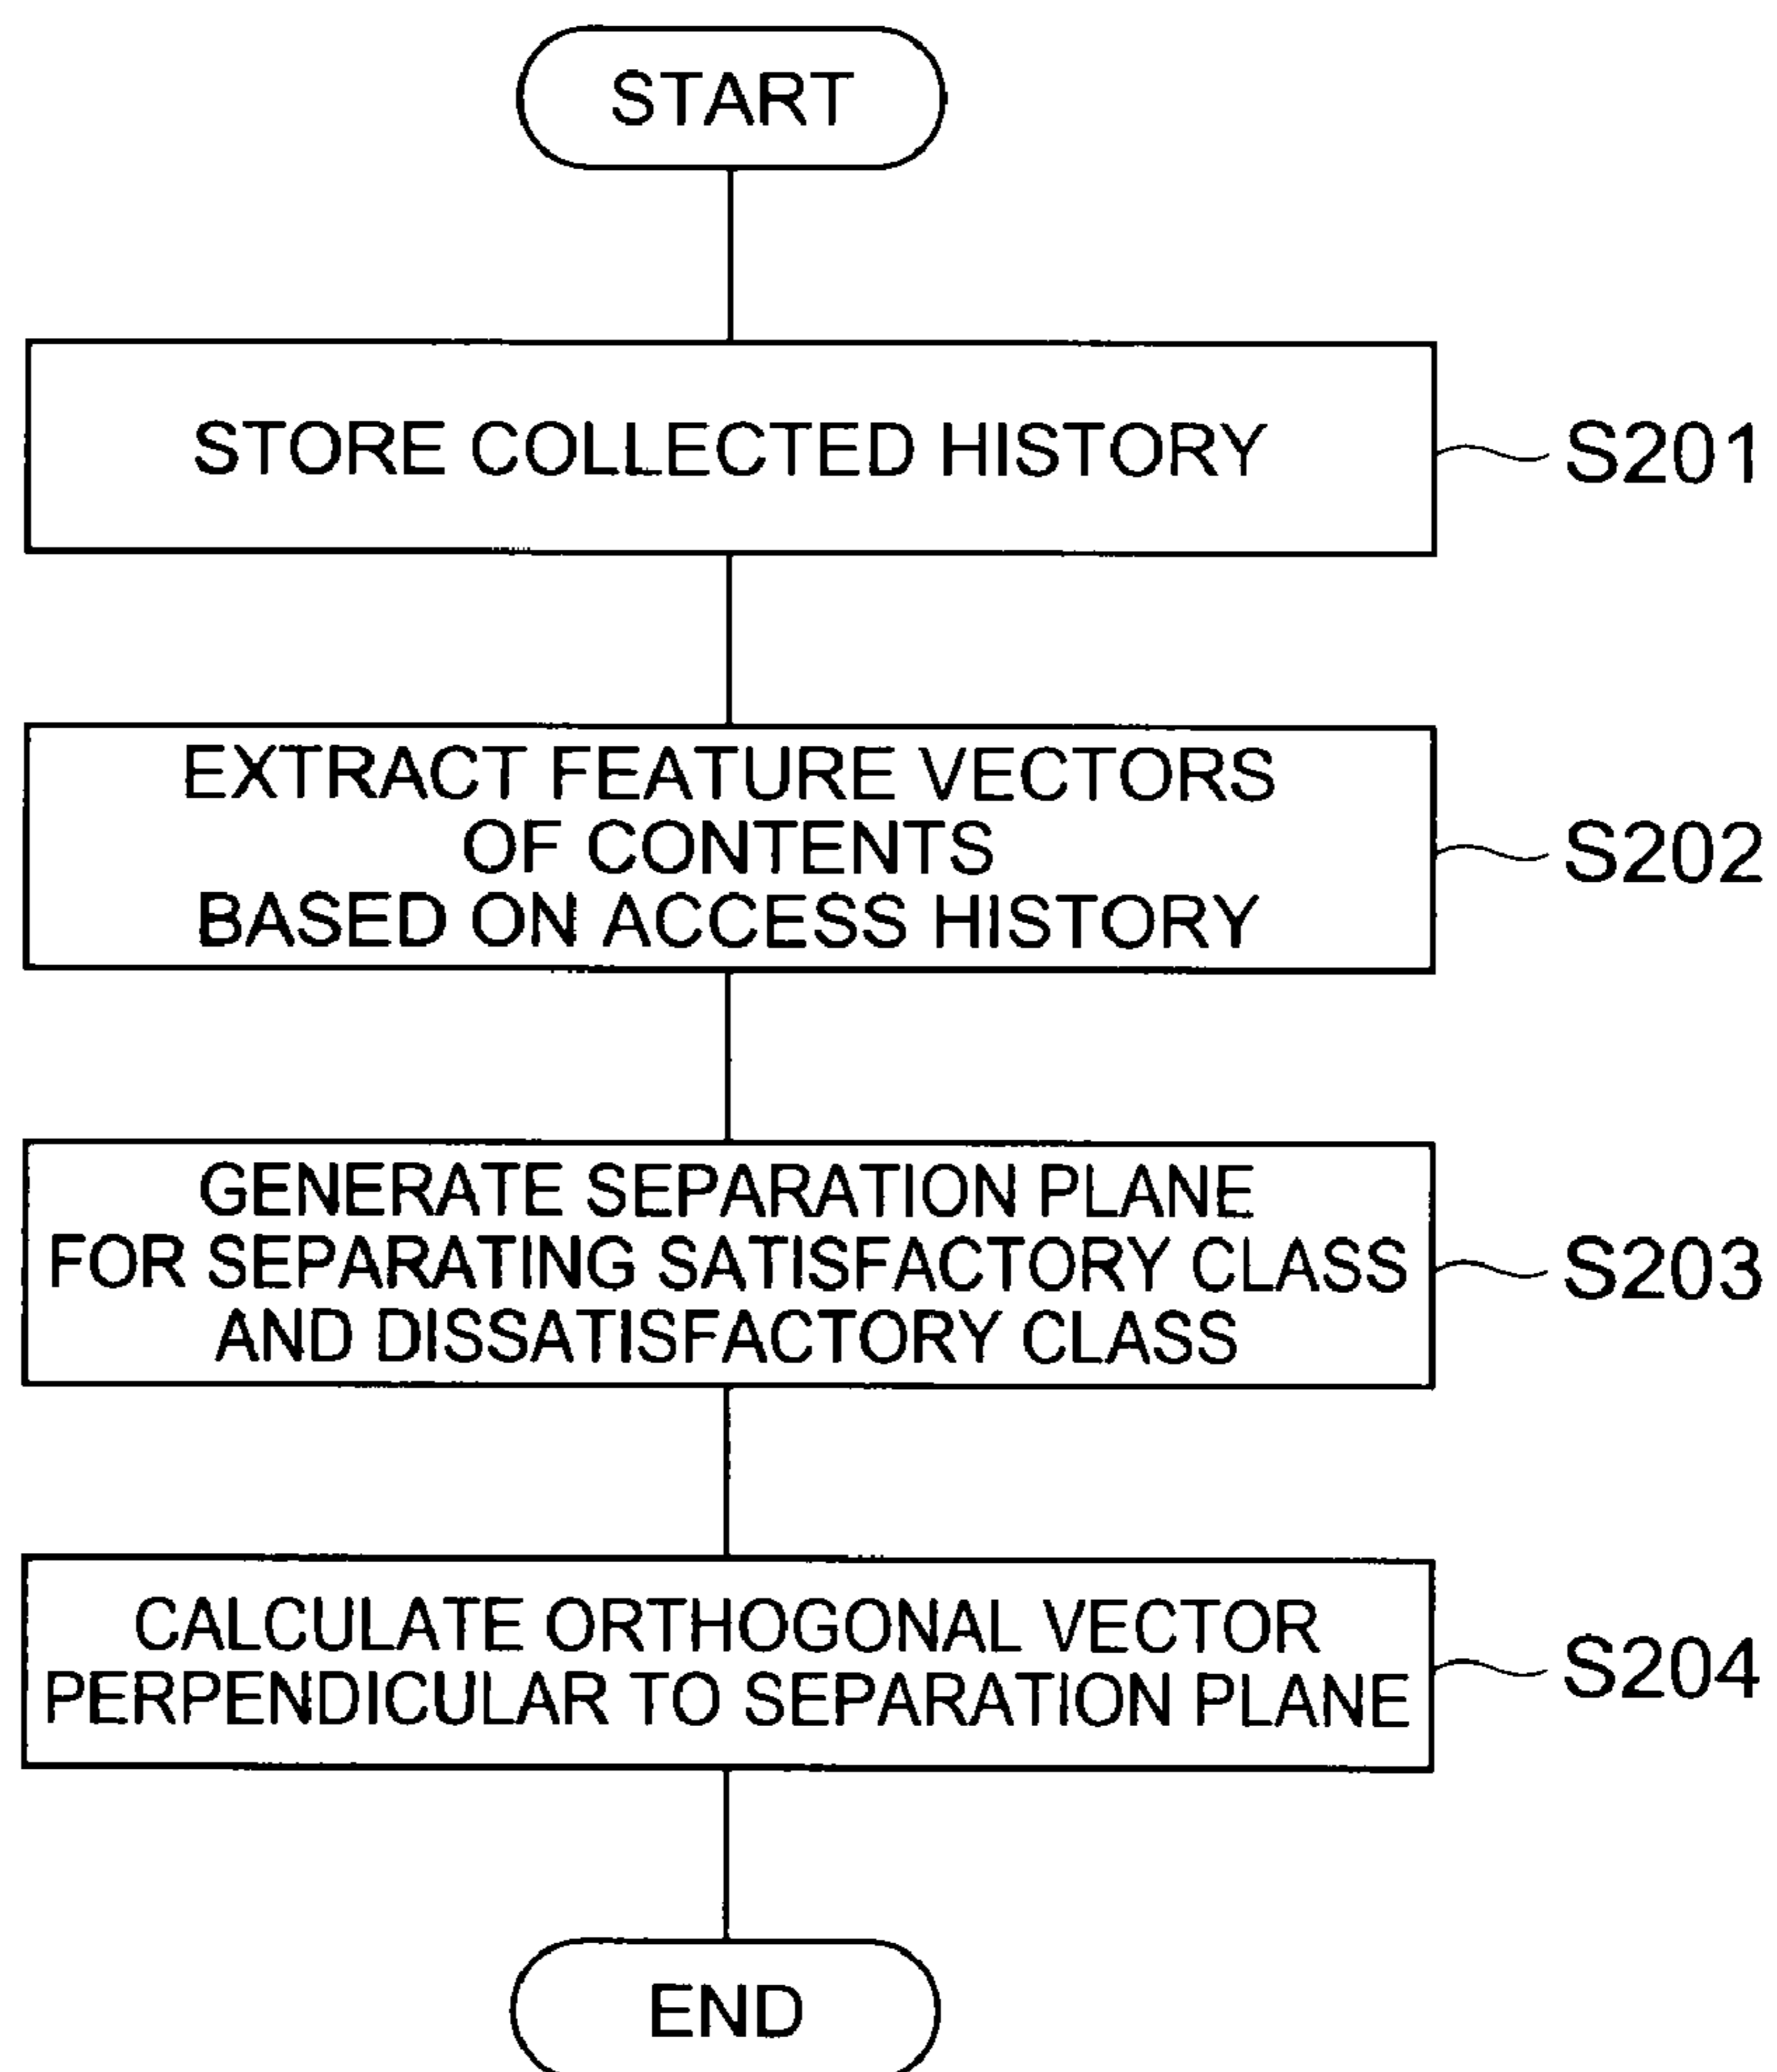 START
STORE COLLECTED HISTORY
S201
EXTRACT FEATURE VECTORS
OF CONTENTS
BASED ON ACCESS HISTORY
S202
GENERATE SEPARATION PLANE
FOR SEPARATING SATISFACTORY CLASS
AND DISSATISFACTORY CLASS
S203
CALCULATE ORTHOGONAL VECTOR
PERPENDICULAR TO SEPARATION PLANE
S204
END